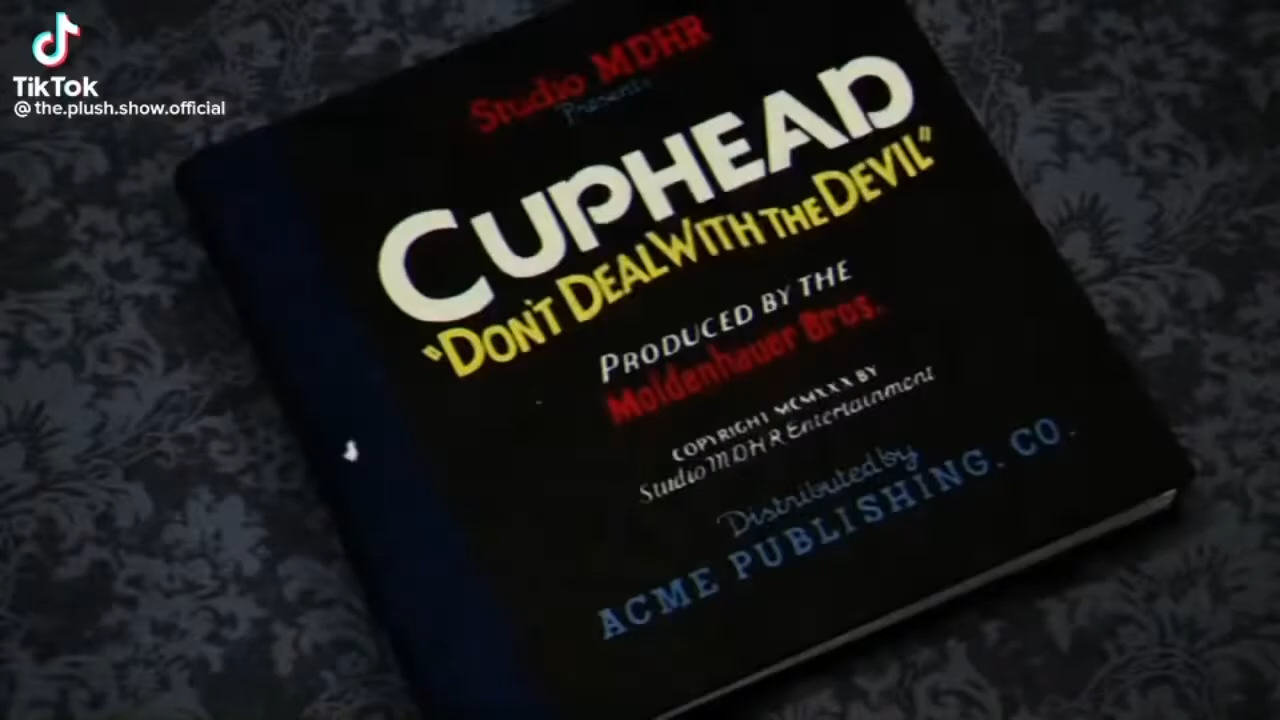 TikTok
@ the.plush.show.official
Studio MDHR
Presents
CUPHEAD
"DON'T DEAL WITH THE DEVIL"
PRODUCED BY THE
Moldenhauer Bros.
COPYRIGHT MCMXXX BY
Studio MDHR Entertainment
Distributed by
ACME PUBLISHING. CO.